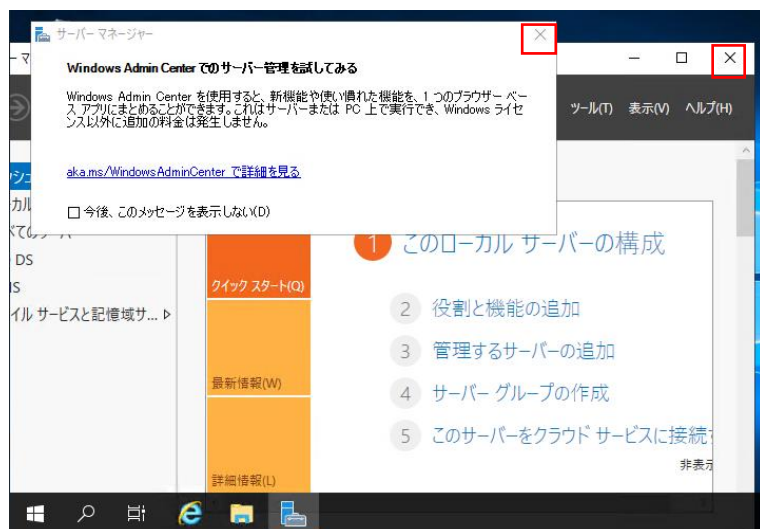 サーバー マネージャー
Windows Admin Center でのサーバー管理を試してみる
Windows Admin Center を使用すると、新機能や使い慣れた機能を、1 つのブラウザー ベー
ス アプリにまとめることができます。これはサーバーまたは PC 上で実行でき、Windows ライセ
ンス以外に追加の料金は発生しません。
aka.ms/WindowsAdminCenter で詳細を見る
今後、このメッセージを表示しない(D)
ツール(T) 表示(V) ヘルプ(H)
DS
イル サービスと記憶域サ...
クイック スタート(Q)
最新情報(W)
詳細情報(L)
1 このローカル サーバーの構成
2 役割と機能の追加
3 管理するサーバーの追加
4 サーバー グループの作成
5 このサーバーをクラウド サービスに接続
非表示